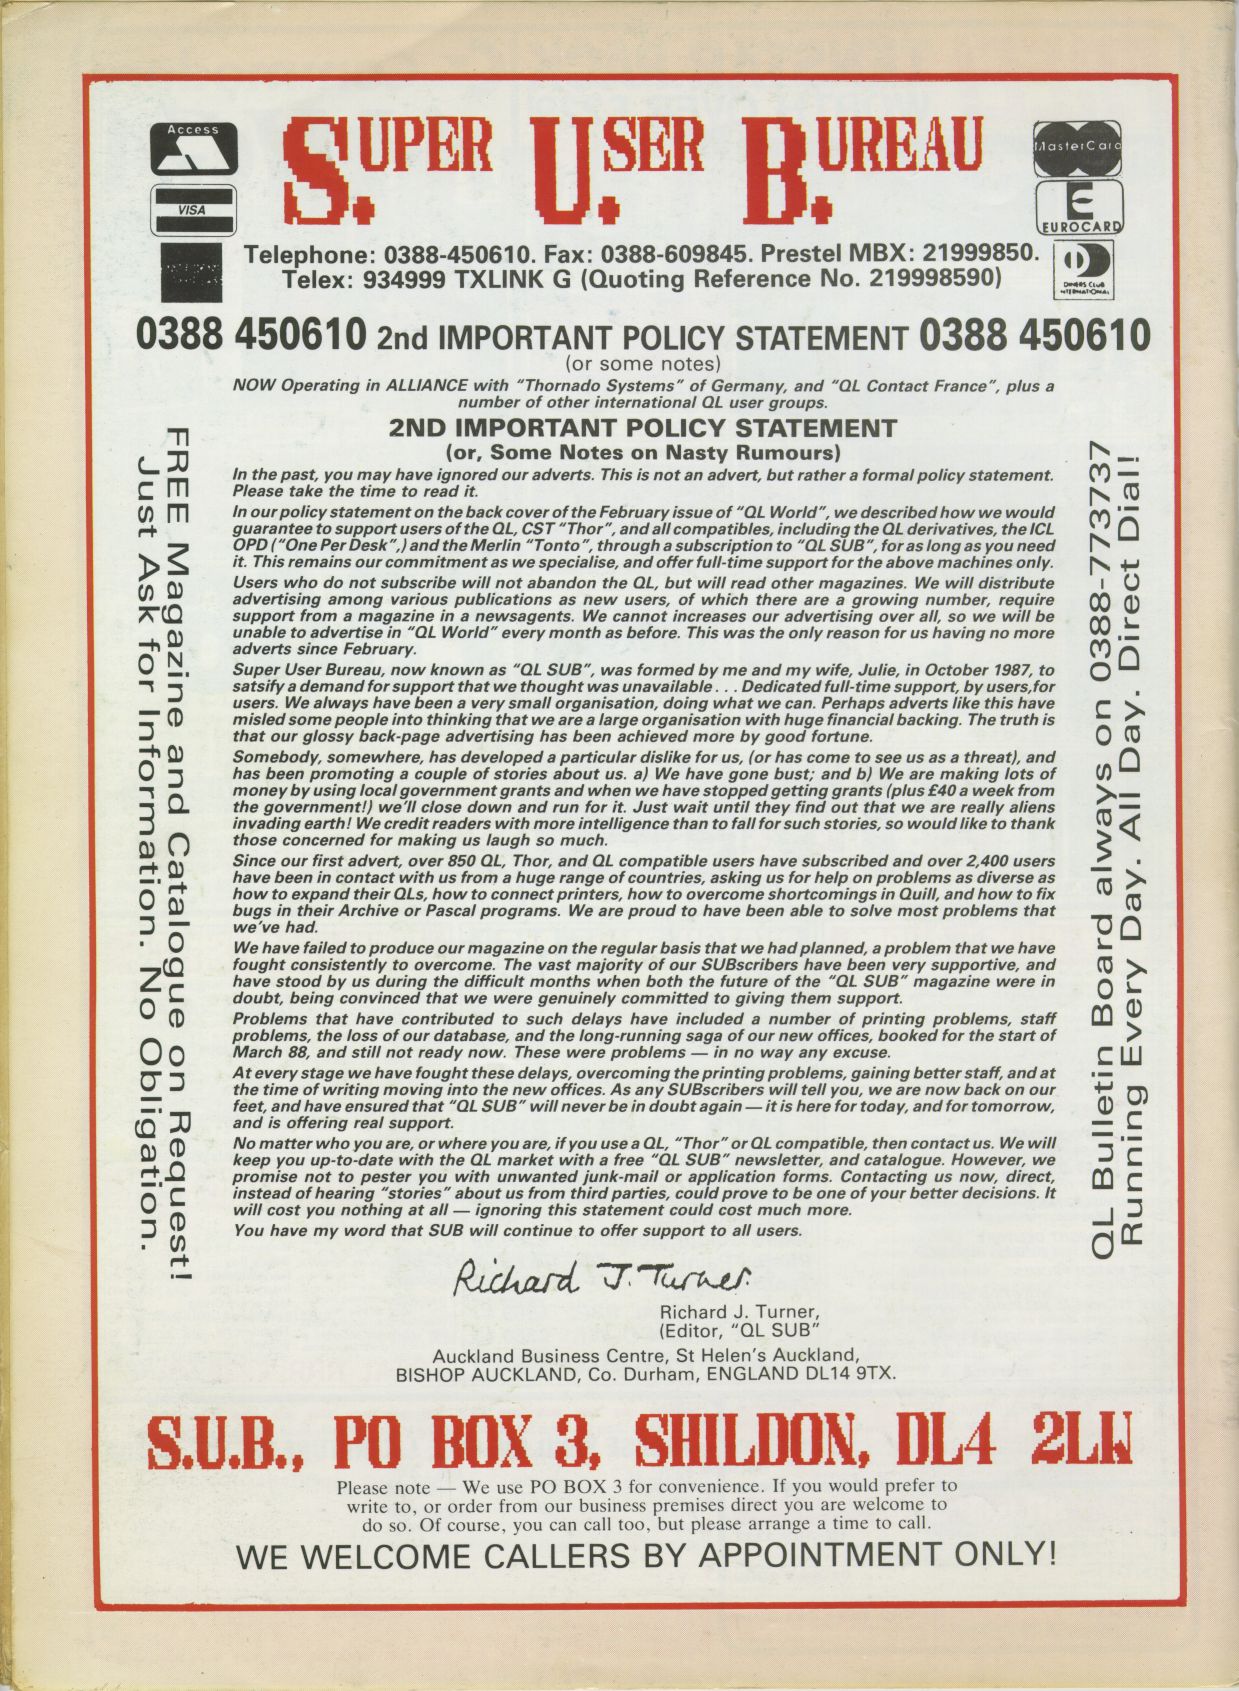 Access
VISA
SUPER USER BUREAU
S. U. B.
MasterCard
EUROCARD
DINERS CLUB
INTERNATIONAL
Telephone: 0388-450610. Fax: 0388-609845. Prestel MBX: 21999850.
Telex: 934999 TXLINK G (Quoting Reference No. 219998590)
0388 450610 2nd IMPORTANT POLICY STATEMENT 0388 450610
(or some notes)
NOW Operating in ALLIANCE with “Thornado Systems” of Germany, and “QL Contact France”, plus a
number of other international QL user groups.
2ND IMPORTANT POLICY STATEMENT
(or, Some Notes on Nasty Rumours)
In the past, you may have ignored our adverts. This is not an advert, but rather a formal policy statement.
Please take the time to read it.
In our policy statement on the back cover of the February issue of “QL World”, we described how we would
guarantee to support users of the QL, CST “Thor”, and all compatibles, including the QL derivatives, the ICL
OPD (“One Per Desk”,) and the Merlin “Tonto”, through a subscription to “QL SUB”, for as long as you need
it. This remains our commitment as we specialise, and offer full-time support for the above machines only.
Users who do not subscribe will not abandon the QL, but will read other magazines. We will distribute
advertising among various publications as new users, of which there are a growing number, require
support from a magazine in a newsagents. We cannot increases our advertising over all, so we will be
unable to advertise in “QL World” every month as before. This was the only reason for us having no more
adverts since February.
Super User Bureau, now known as “QL SUB”, was formed by me and my wife, Julie, in October 1987, to
satsify a demand for support that we thought was unavailable . . . Dedicated full-time support, by users,for
users. We always have been a very small organisation, doing what we can. Perhaps adverts like this have
misled some people into thinking that we are a large organisation with huge financial backing. The truth is
that our glossy back-page advertising has been achieved more by good fortune.
Somebody, somewhere, has developed a particular dislike for us, (or has come to see us as a threat), and
has been promoting a couple of stories about us. a) We have gone bust; and b) We are making lots of
money by using local government grants and when we have stopped getting grants (plus £40 a week from
the government!) we’ll close down and run for it. Just wait until they find out that we are really aliens
invading earth! We credit readers with more intelligence than to fall for such stories, so would like to thank
those concerned for making us laugh so much.
Since our first advert, over 850 QL, Thor, and QL compatible users have subscribed and over 2,400 users
have been in contact with us from a huge range of countries, asking us for help on problems as diverse as
how to expand their QLs, how to connect printers, how to overcome shortcomings in Quill, and how to fix
bugs in their Archive or Pascal programs. We are proud to have been able to solve most problems that
we’ve had.
We have failed to produce our magazine on the regular basis that we had planned, a problem that we have
fought consistently to overcome. The vast majority of our SUBscribers have been very supportive, and
have stood by us during the difficult months when both the future of the “QL SUB” magazine were in
doubt, being convinced that we were genuinely committed to giving them support.
Problems that have contributed to such delays have included a number of printing problems, staff
problems, the loss of our database, and the long-running saga of our new offices, booked for the start of
March 88, and still not ready now. These were problems — in no way any excuse.
At every stage we have fought these delays, overcoming the printing problems, gaining better staff, and at
the time of writing moving into the new offices. As any SUBscribers will tell you, we are now back on our
feet, and have ensured that “QL SUB” will never be in doubt again — it is here for today, and for tomorrow,
and is offering real support.
No matter who you are, or where you are, if you use a QL, “Thor” or QL compatible, then contact us. We will
keep you up-to-date with the QL market with a free “QL SUB” newsletter, and catalogue. However, we
promise not to pester you with unwanted junk-mail or application forms. Contacting us now, direct,
instead of hearing “stories” about us from third parties, could prove to be one of your better decisions. It
will cost you nothing at all — ignoring this statement could cost much more.
You have my word that SUB will continue to offer support to all users.
FREE Magazine and Catalogue on Request!
Just Ask for Information. No Obligation.
QL Bulletin Board always on 0388-773737
Running Every Day. All Day. Direct Dial!
Richard J. Turner.
Richard J. Turner,
(Editor, “QL SUB”
Auckland Business Centre, St Helen’s Auckland,
BISHOP AUCKLAND, Co. Durham, ENGLAND DL14 9TX.
S.U.B., PO BOX 3, SHILDON, DL4 2LW
Please note — We use PO BOX 3 for convenience. If you would prefer to
write to, or order from our business premises direct you are welcome to
do so. Of course, you can call too, but please arrange a time to call.
WE WELCOME CALLERS BY APPOINTMENT ONLY!